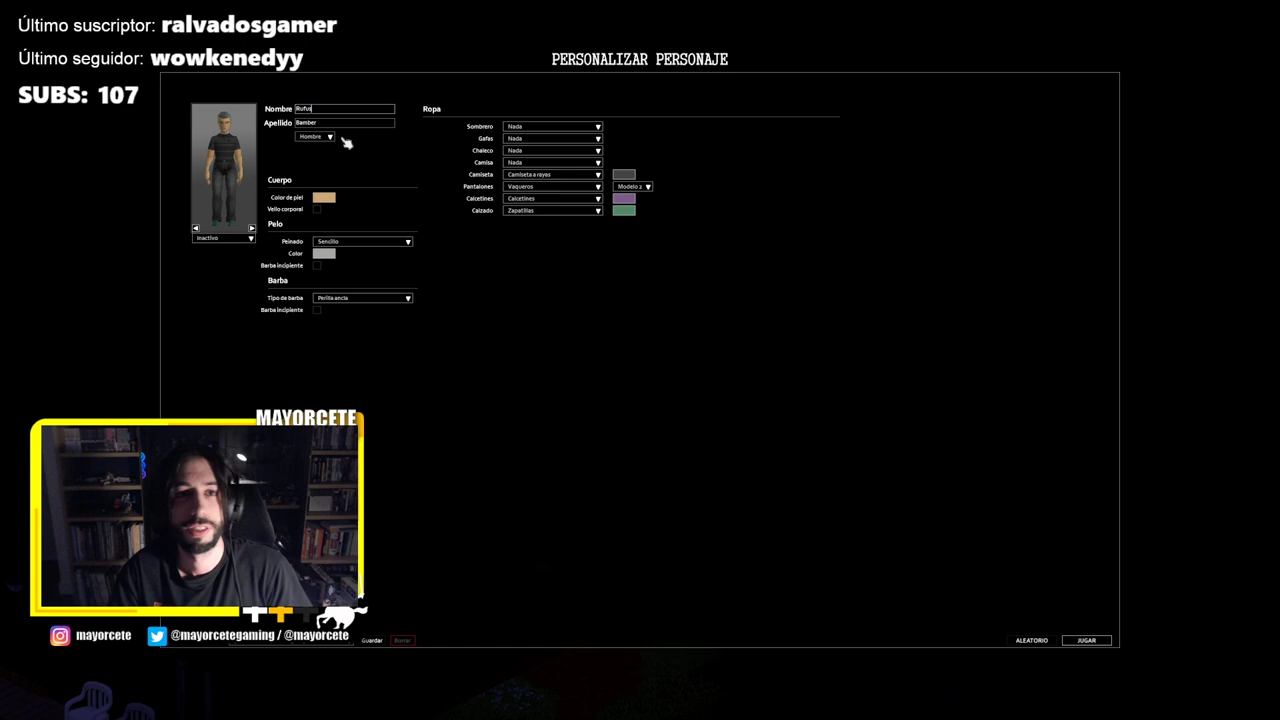 Último suscriptor: ralvadosgamer
Último seguidor: wowkenedyy
SUBS: 107
PERSONALIZAR PERSONAJE
Nombre Rufus
Apellido Bamber
Hombre
Inactivo
Cuerpo
Color de piel
Vello corporal
Pelo
Peinado Sencillo
Color
Barba incipiente
Barba
Tipo de barba Perilla ancla
Barba incipiente
Ropa
Sombrero Nada
Gafas Nada
Chaleco Nada
Camisa Nada
Camiseta Camiseta a rayas
Pantalones Vaqueros Modelo 2
Calcetines Calcetines
Calzado Zapatillas
MAYORCETE
mayorcete
@mayorcetegaming / @mayorcete
Guardar Borrar
ALEATORIO JUGAR